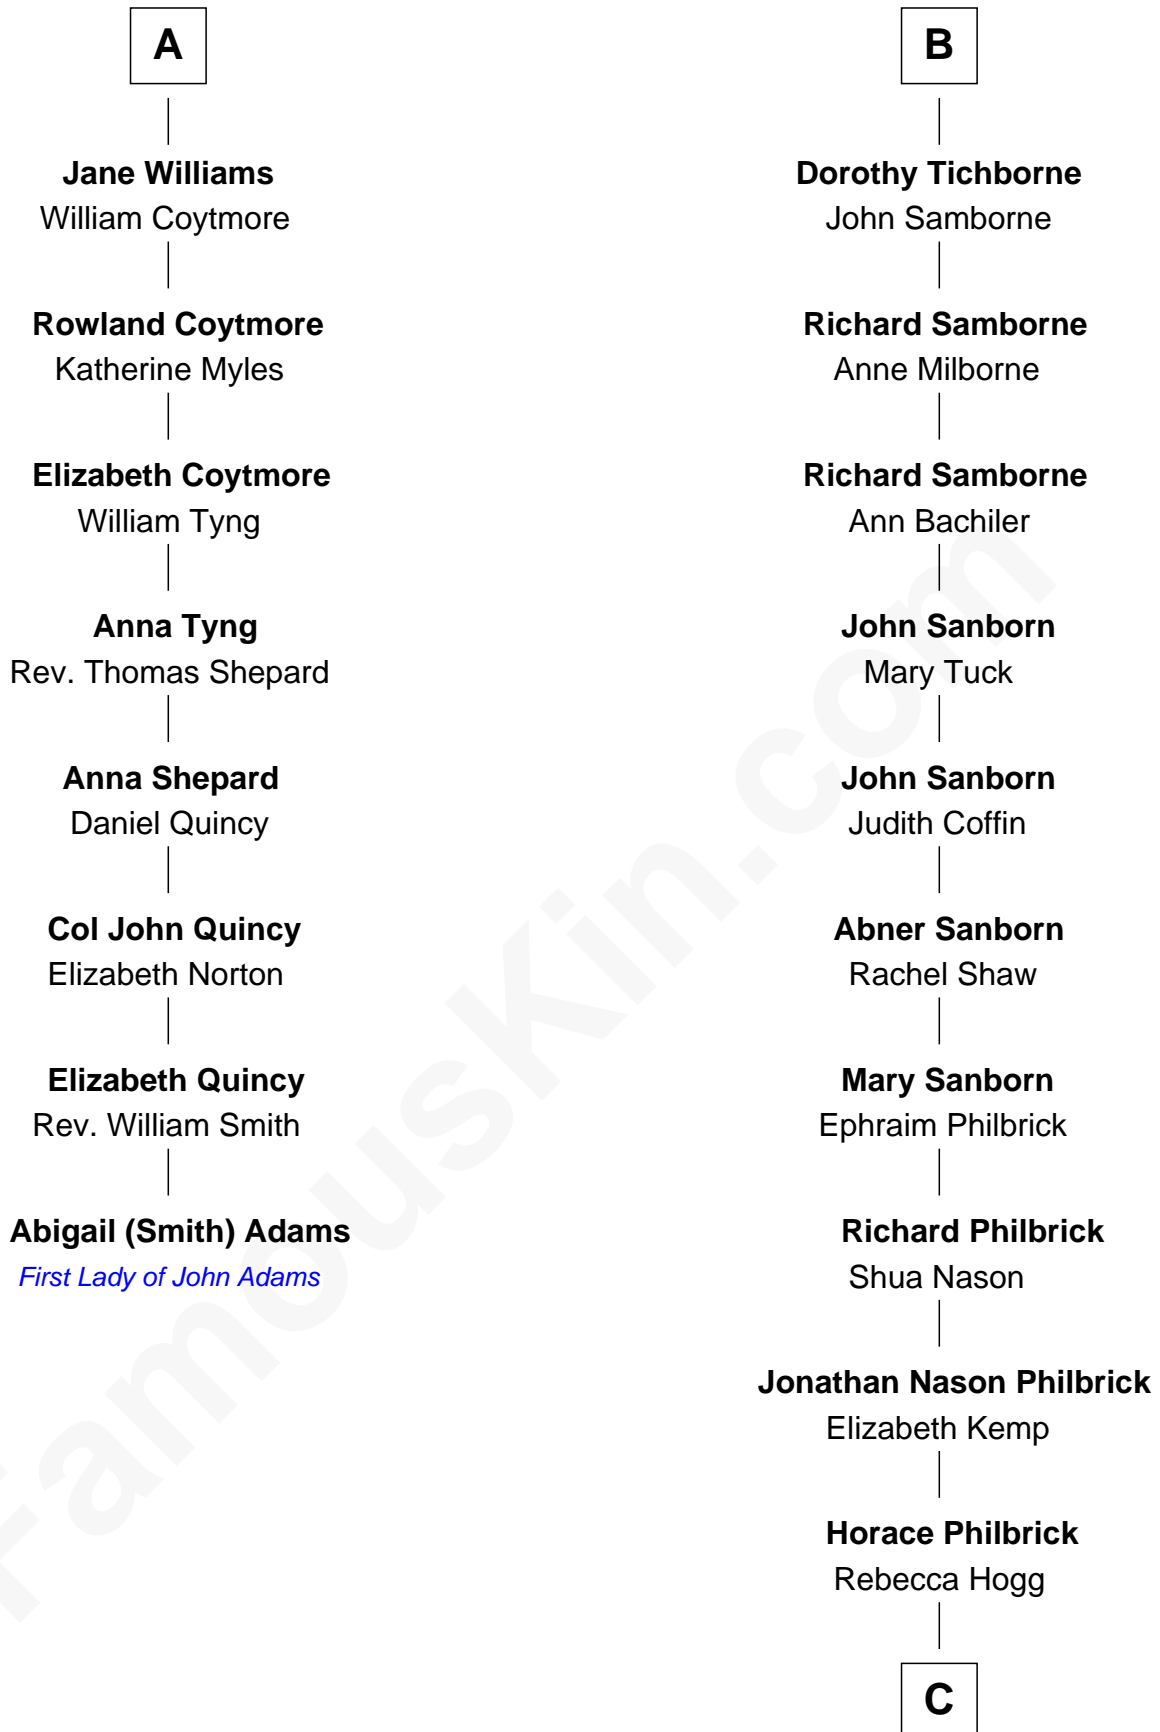 A
Jane Williams
William Coytmore
Rowland Coytmore
Katherine Myles
Elizabeth Coytmore
William Tyng
Anna Tyng
Rev. Thomas Shepard
Anna Shepard
Daniel Quincy
Col John Quincy
Elizabeth Norton
Elizabeth Quincy
Rev. William Smith
Abigail (Smith) Adams
First Lady of John Adams
B
Dorothy Tichborne
John Samborne
Richard Samborne
Anne Milborne
Richard Samborne
Ann Bachiler
John Sanborn
Mary Tuck
John Sanborn
Judith Coffin
Abner Sanborn
Rachel Shaw
Mary Sanborn
Ephraim Philbrick
Richard Philbrick
Shua Nason
Jonathan Nason Philbrick
Elizabeth Kemp
Horace Philbrick
Rebecca Hogg
C
FamousKin.com